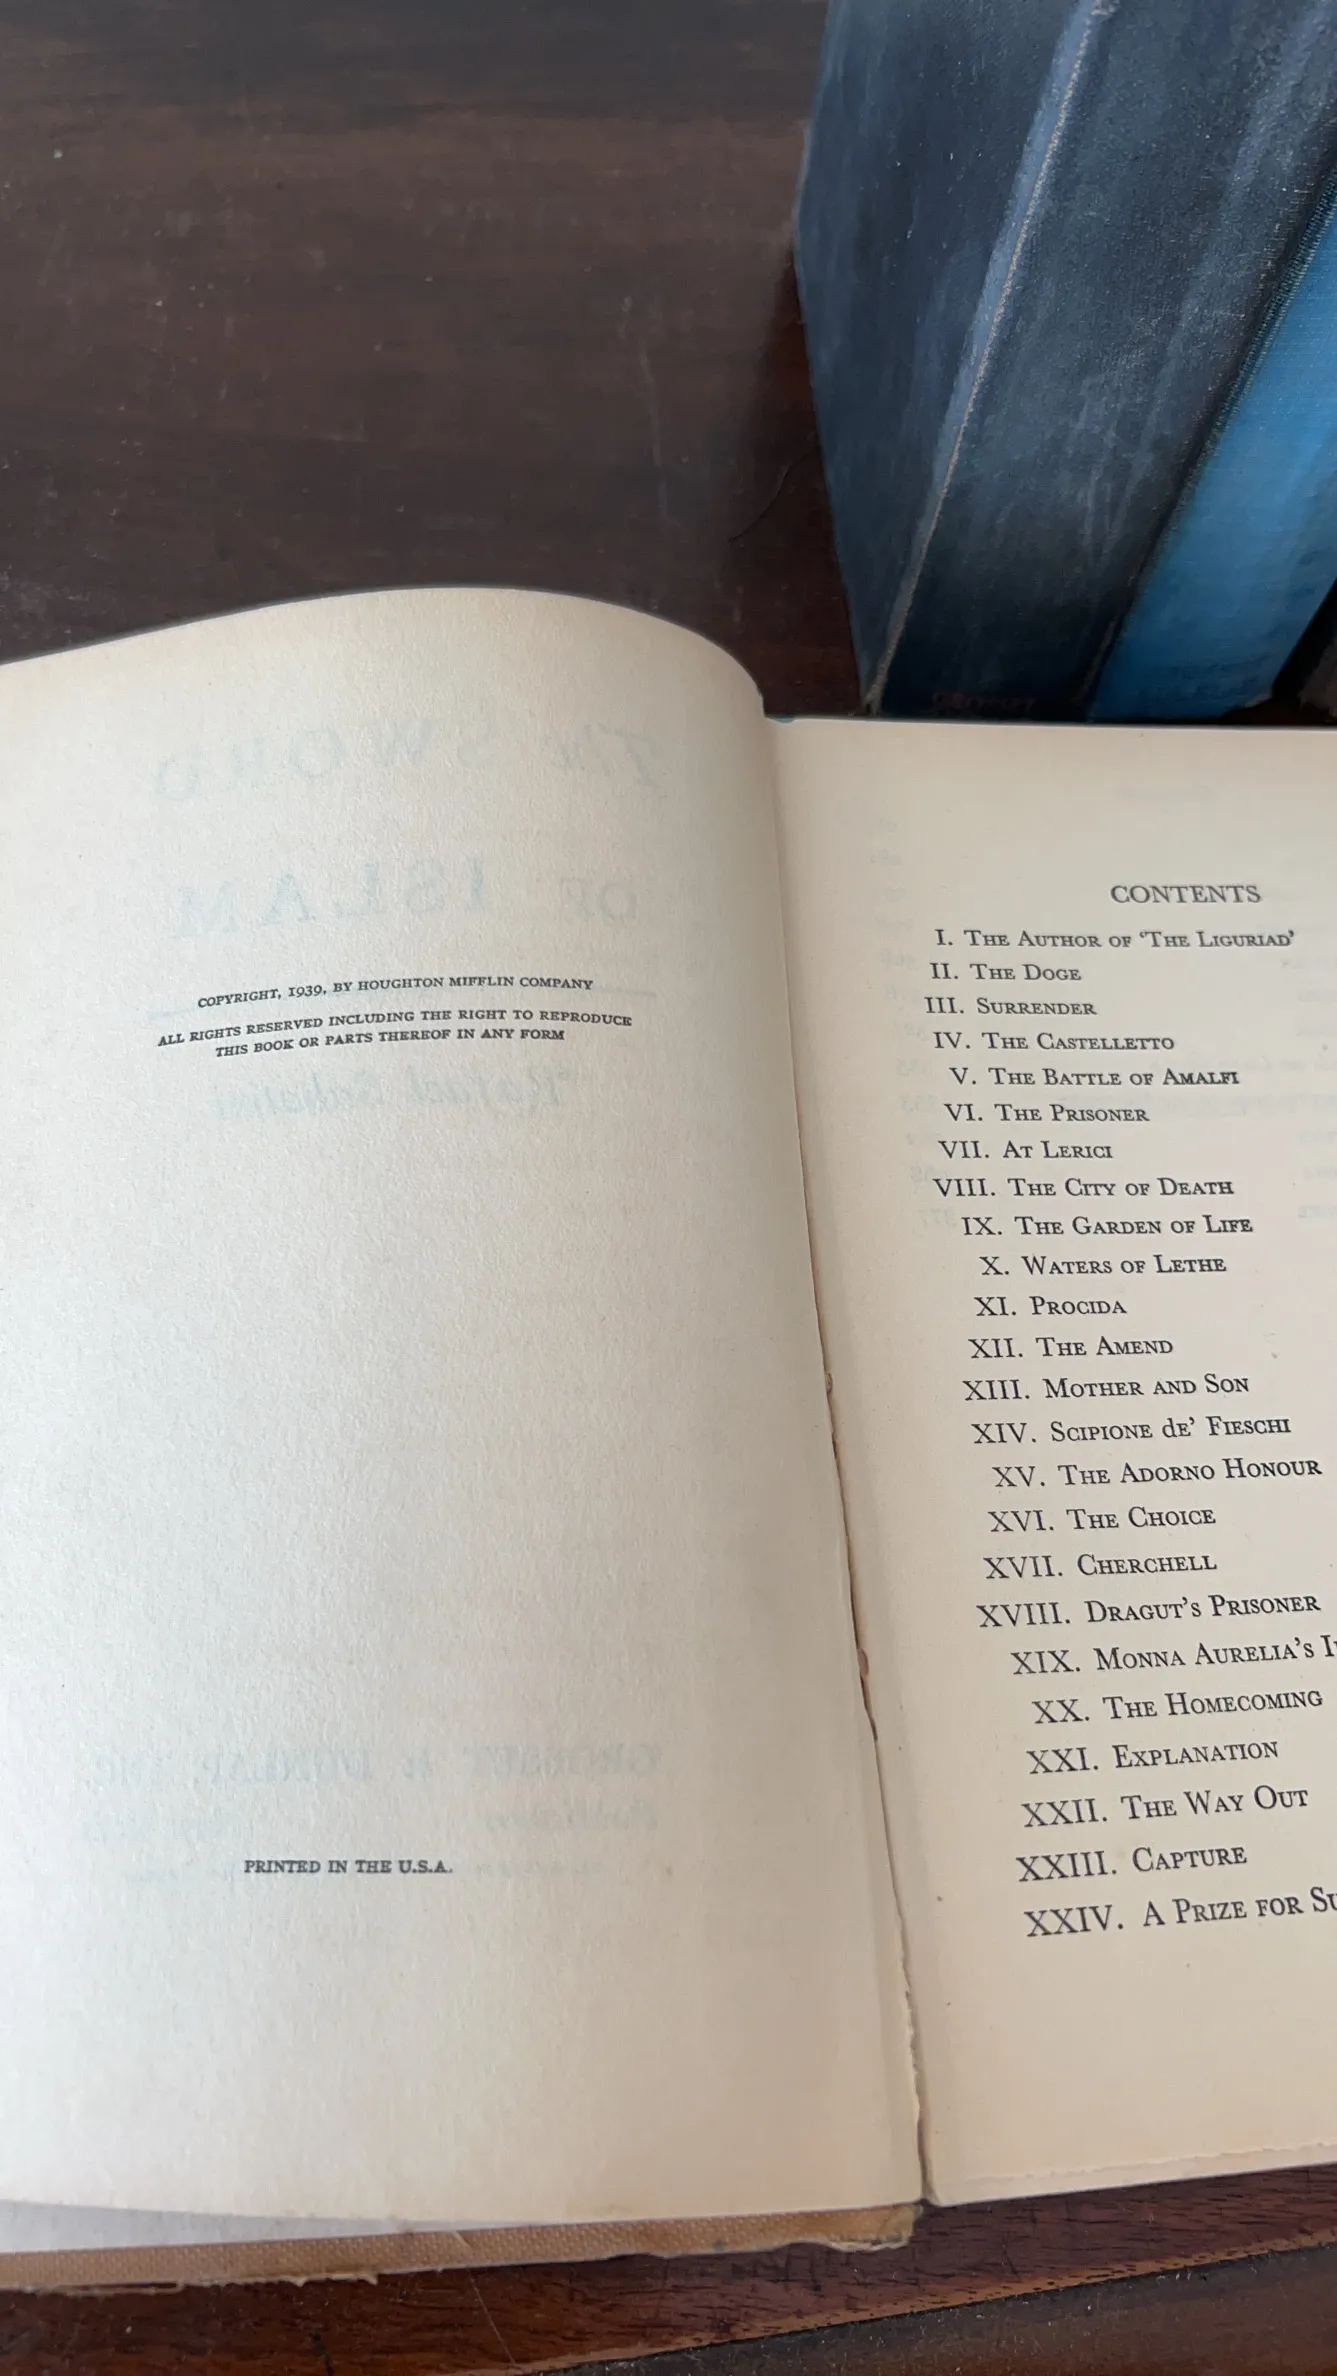 COPYRIGHT, 1939, BY HOUGHTON MIFFLIN COMPANY
ALL RIGHTS RESERVED INCLUDING THE RIGHT TO REPRODUCE
THIS BOOK OR PARTS THEREOF IN ANY FORM
PRINTED IN THE U.S.A.
CONTENTS
I. THE AUTHOR OF ‘THE LIGURIAD’
II. THE DOGE
III. SURRENDER
IV. THE CASTELLETTO
V. THE BATTLE OF AMALFI
VI. THE PRISONER
VII. AT LERICI
VIII. THE CITY OF DEATH
IX. THE GARDEN OF LIFE
X. WATERS OF LETHE
XI. PROCIDA
XII. THE AMEND
XIII. MOTHER AND SON
XIV. SCIPIONE de’ FIESCHI
XV. THE ADORNO HONOUR
XVI. THE CHOICE
XVII. CHERCHELL
XVIII. DRAGUT’S PRISONER
XIX. MONNA AURELIA’S
XX. THE HOMECOMING
XXI. EXPLANATION
XXII. THE WAY OUT
XXIII. CAPTURE
XXIV. A PRIZE FOR